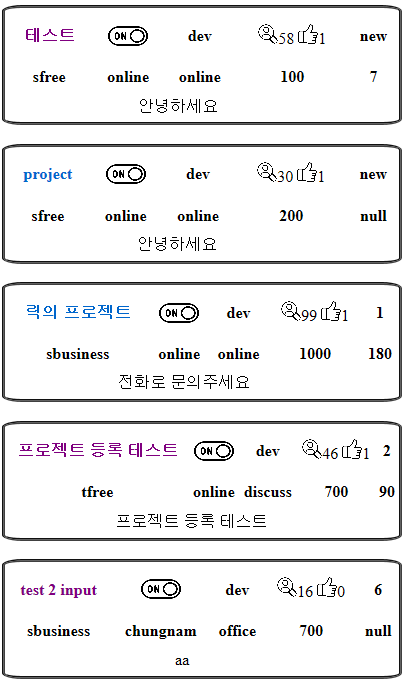 테스트 ON dev 58 1 new
sfree online online 100 7
안녕하세요
project ON dev 30 1 new
sfree online online 200 null
안녕하세요
릭의 프로젝트 ON dev 99 1 1
sbusiness online online 1000 180
전화로 문의주세요
프로젝트 등록 테스트 ON dev 46 1 2
tfree online discuss 700 90
프로젝트 등록 테스트
test 2 input ON dev 16 0 6
sbusiness chungnam office 700 null
aa